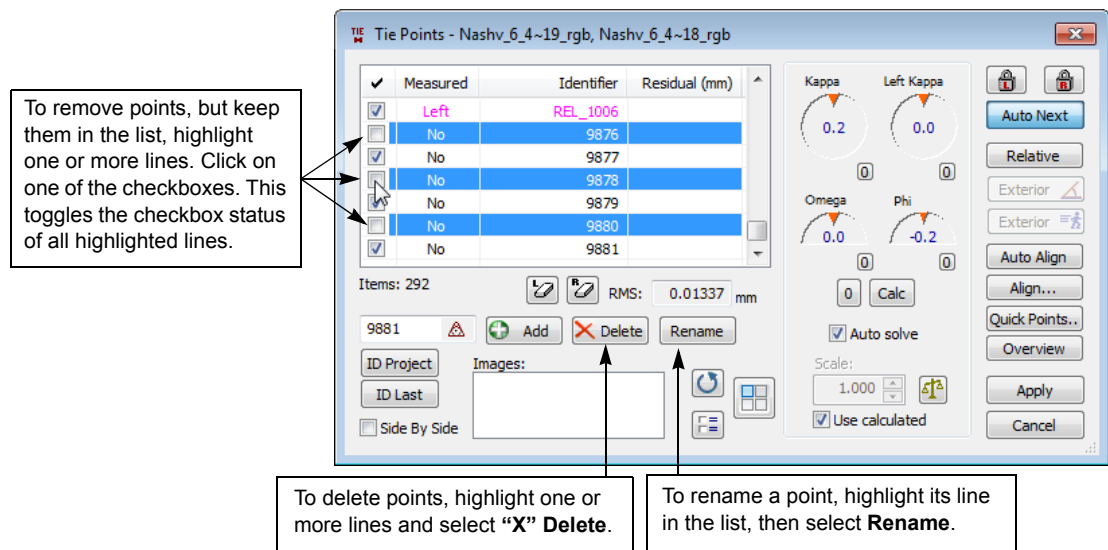 TIE Tie Points - Nashv_6_4~19_rgb, Nashv_6_4~18_rgb
To remove points, but keep
them in the list, highlight
one or more lines. Click on
one of the checkboxes. This
toggles the checkbox status
of all highlighted lines.
Measured Identifier Residual (mm)
Left REL_1006
No 9876
No 9877
No 9878
No 9879
No 9880
No 9881
Items: 292 L R RMS: 0.01337 mm
9881 Add Delete Rename
ID Project Images:
ID Last
Side By Side
Kappa Left Kappa
0.2 0.0
0 0
Omega Phi
0.0 -0.2
0 0
0 Calc
Auto solve
Scale:
1.000
Use calculated
L R
Auto Next
Relative
Exterior
Exterior
Auto Align
Align...
Quick Points..
Overview
Apply
Cancel
To delete points, highlight one or
more lines and select “X” Delete.
To rename a point, highlight its line
in the list, then select Rename.